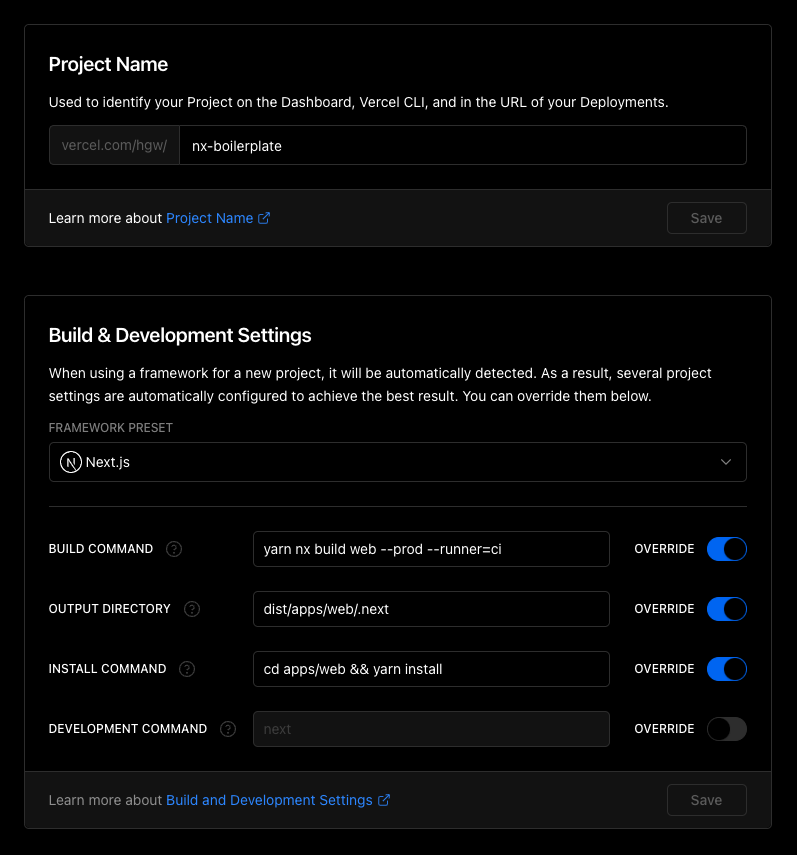 Project Name
Used to identify your Project on the Dashboard, Vercel CLI, and in the URL of your Deployments.
vercel.com/hgw/ nx-boilerplate
Learn more about Project Name
Save
Build & Development Settings
When using a framework for a new project, it will be automatically detected. As a result, several project
settings are automatically configured to achieve the best result. You can override them below.
FRAMEWORK PRESET
N Next.js
BUILD COMMAND ? yarn nx build web --prod --runner=ci OVERRIDE
OUTPUT DIRECTORY ? dist/apps/web/.next OVERRIDE
INSTALL COMMAND ? cd apps/web && yarn install OVERRIDE
DEVELOPMENT COMMAND ? next OVERRIDE
Learn more about Build and Development Settings
Save